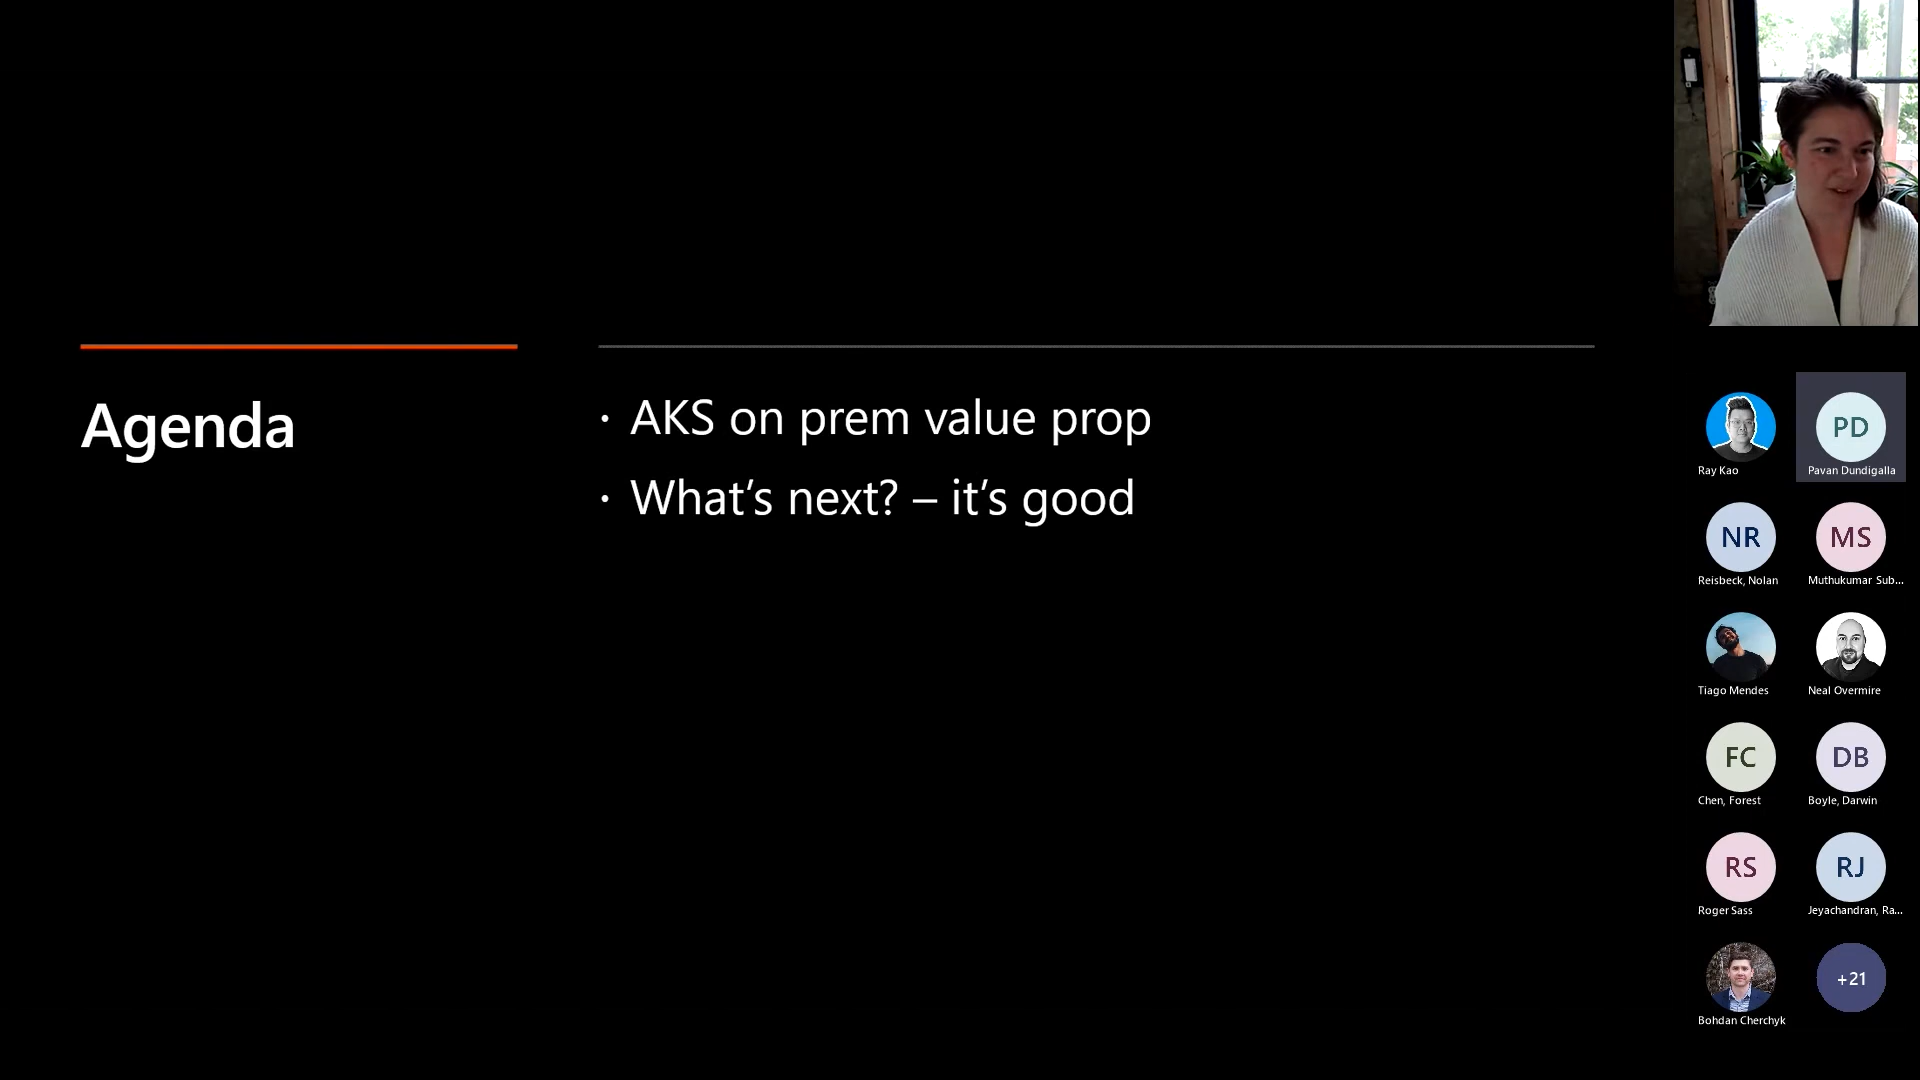 Agenda
· AKS on prem value prop
· What’s next? – it’s good
Ray Kao
PD
Pavan Dundigalla
NR
Reisbeck, Nolan
MS
Muthukumar Sub...
Tiago Mendes
Neal Overmire
FC
Chen, Forest
DB
Boyle, Darwin
RS
Roger Sass
RJ
Jeyachandran, Ra...
Bohdan Cherchyk
+21